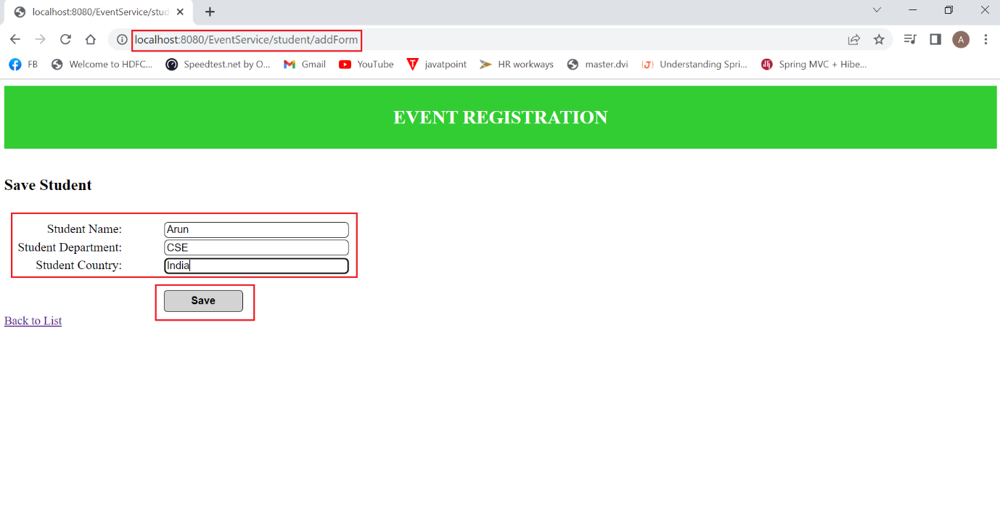 localhost:8080/EventService/stud
localhost:8080/EventService/student/addForm
A
FB Welcome to HDFC... Speedtest.net by O... Gmail YouTube javatpoint HR workways master.dvi Understanding Spri... Spring MVC + Hibe...
EVENT REGISTRATION
Save Student
Student Name: Arun
Student Department: CSE
Student Country: India
Save
Back to List